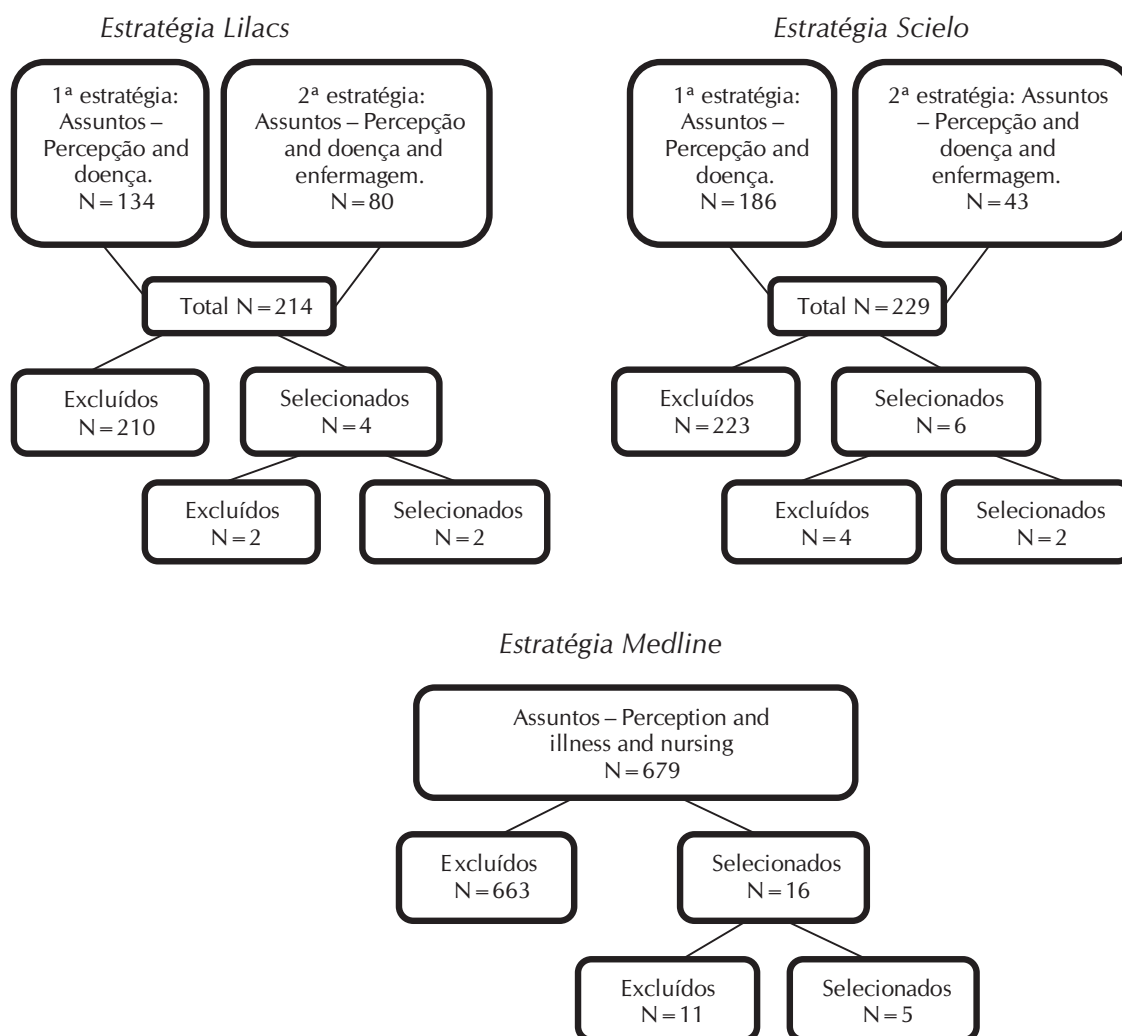 Estratégia Lilacs
1ª estratégia:
Assuntos –
Percepção and
doença.
N=134
2ª estratégia:
Assuntos – Percepção
and doença and
enfermagem.
N=80
Total N=214
Excluídos
N=210
Selecionados
N=4
Excluídos
N=2
Selecionados
N=2
Estratégia Scielo
1ª estratégia:
Assuntos –
Percepção and
doença.
N=186
2ª estratégia: Assuntos
– Percepção and
doença and
enfermagem.
N=43
Total N=229
Excluídos
N=223
Selecionados
N=6
Excluídos
N=4
Selecionados
N=2
Estratégia Medline
Assuntos – Perception and
illness and nursing
N=679
Excluídos
N=663
Selecionados
N=16
Excluídos
N=11
Selecionados
N=5